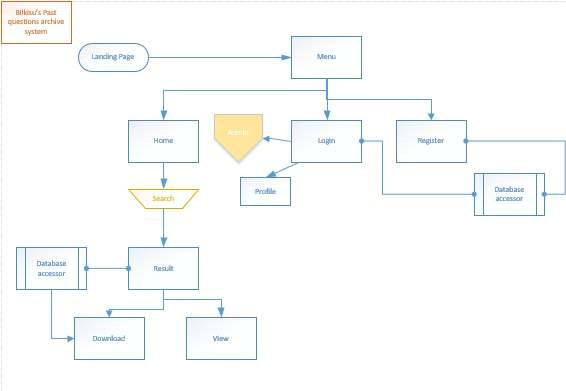 Bilkisu's Past
questions archive
system
Landing Page
Menu
Home
Admin
Login
Register
Profile
Database
accessor
Search
Database
accessor
Result
Download
View